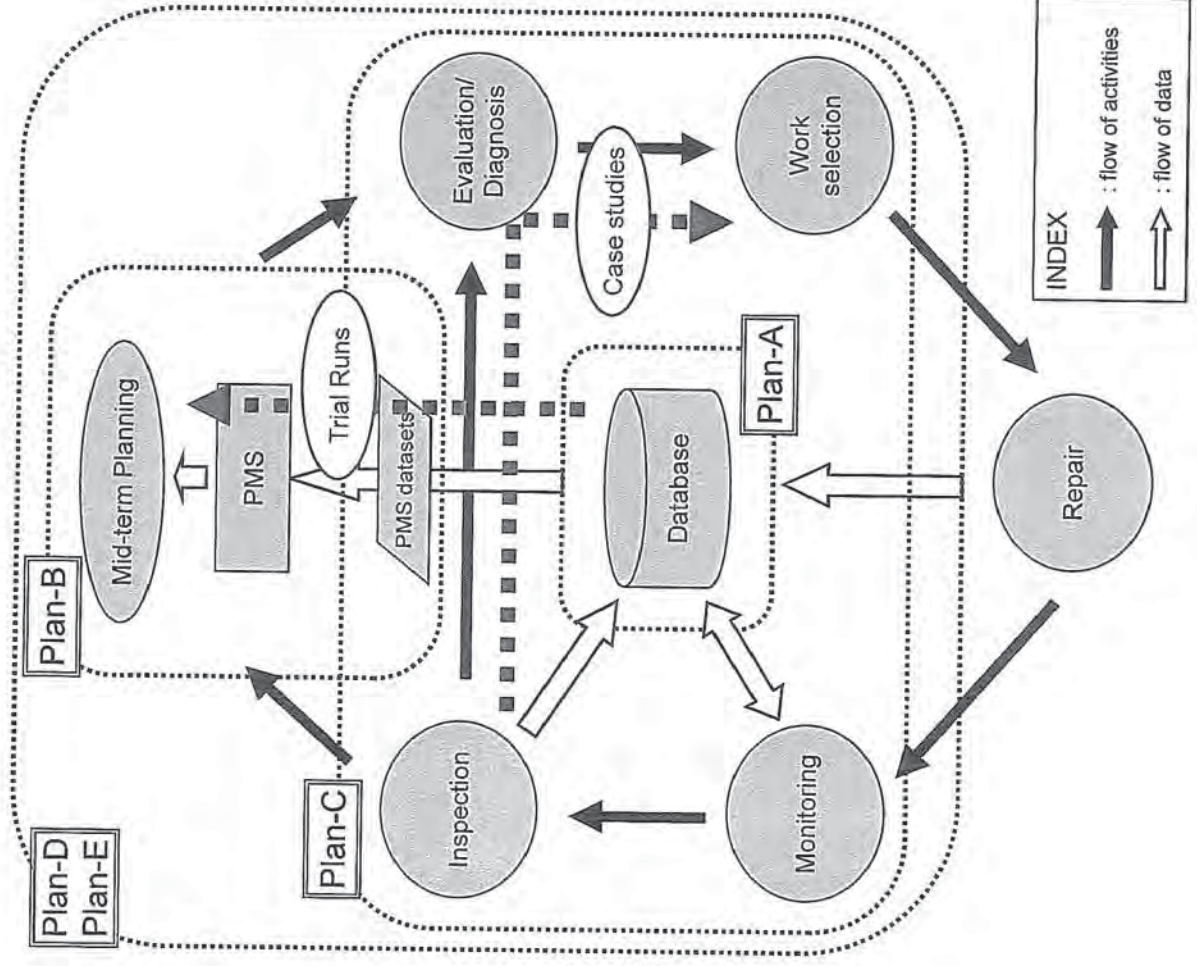 Plan-D
Plan-E
Plan-B
Mid-term Planning
PMS
Trial Runs
PMS datasets
Plan-C
Inspection
Evaluation/
Diagnosis
Case studies
Database
Plan-A
Monitoring
Work
selection
Repair
INDEX
: flow of activities
: flow of data